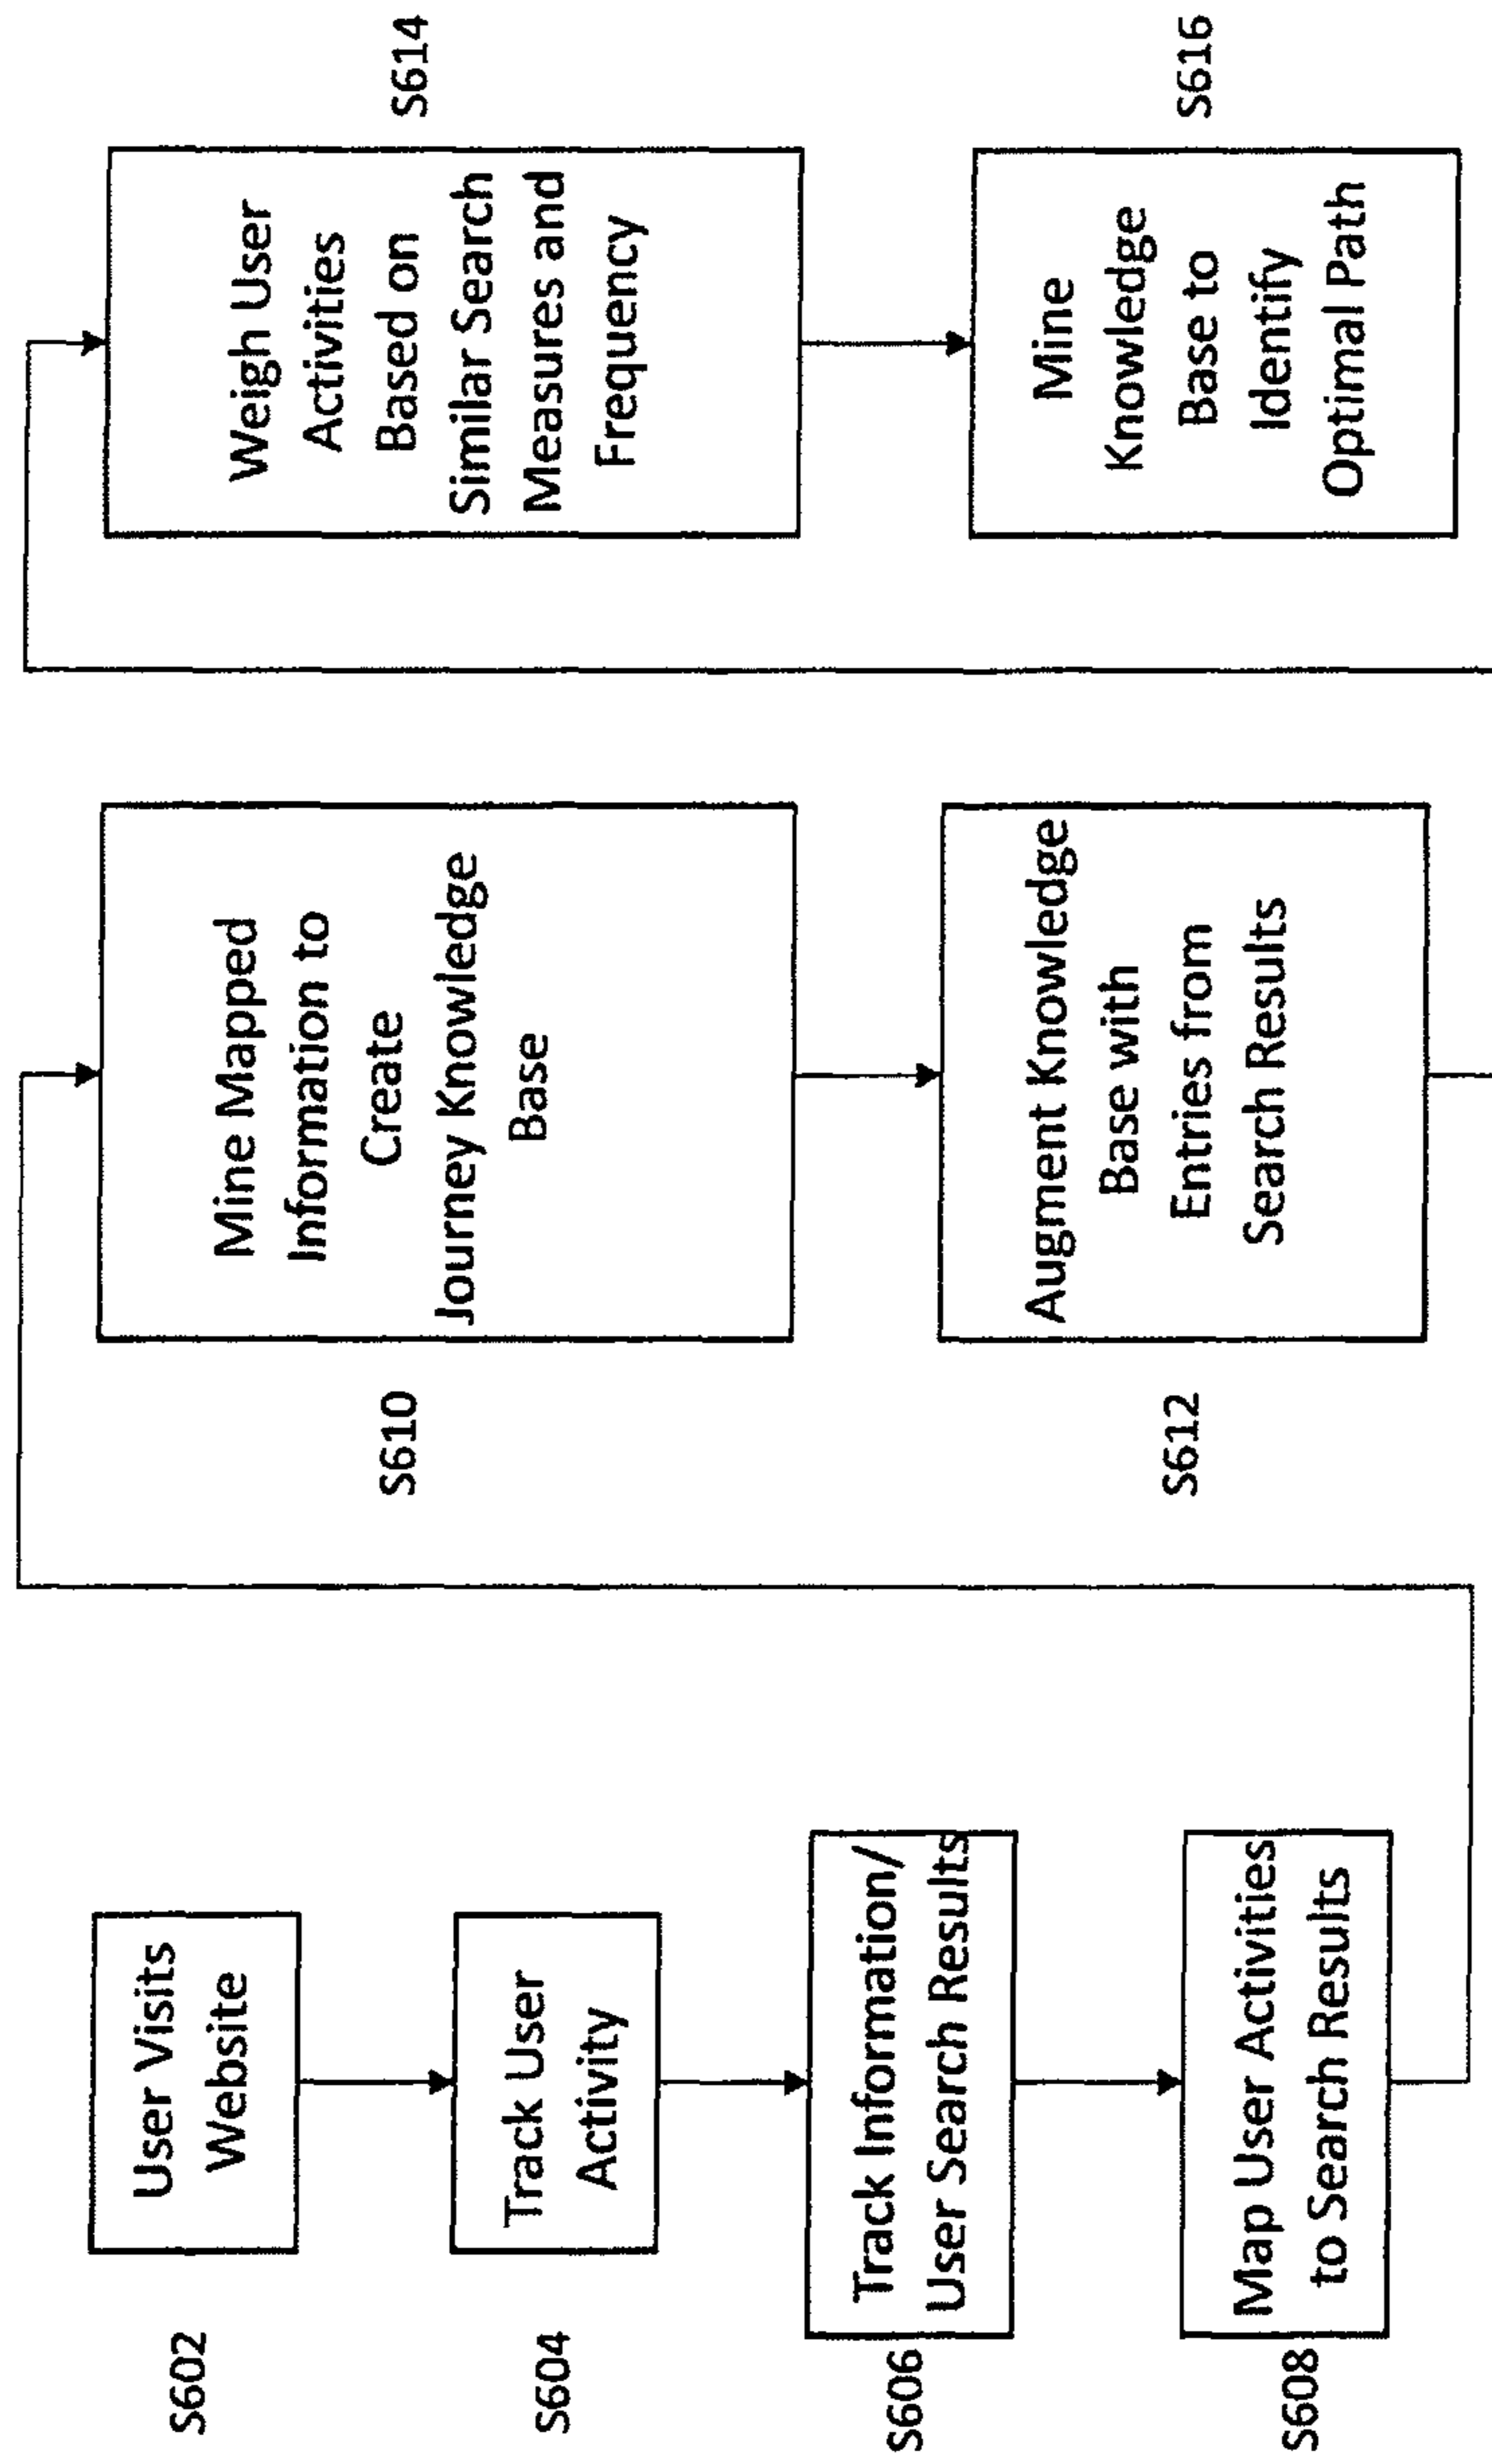 S602
User Visits
Website
S604
Track User
Activity
S606
Track Information/
User Search Results
S608
Map User Activities
to Search Results
S610
Mine Mapped
Information to
Create
Journey Knowledge
Base
S612
Augment Knowledge
Base with
Entries from
Search Results
S614
Weigh User
Activities
Based on
Similar Search
Measures and
Frequency
S616
Mine
Knowledge
Base to
Identify
Optimal Path